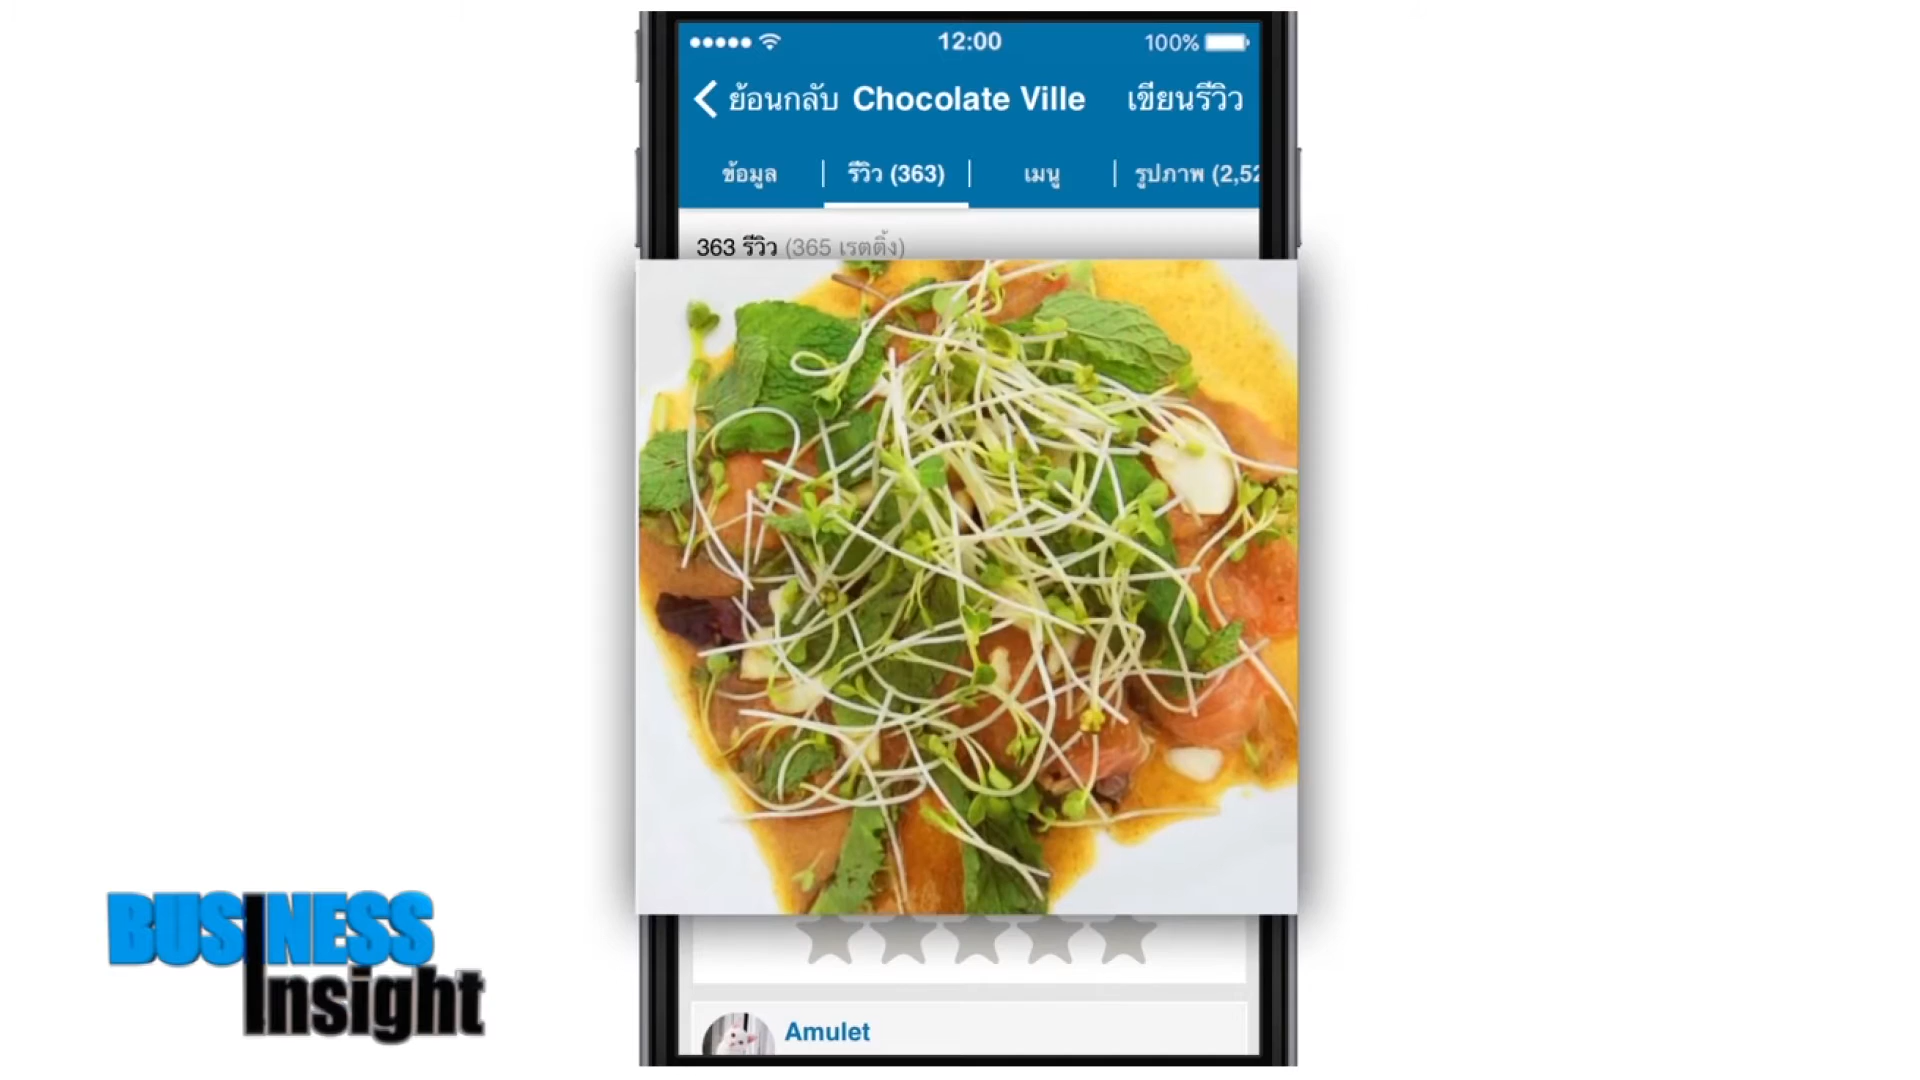 12:00
100%
ย้อนกลับ Chocolate Ville เขียนรีวิว
ข้อมูล รีวิว (363) เมนู รูปภาพ (2,52
363 รีวิว (365 เรตติ้ง)
Amulet
BUSINESS
Insight